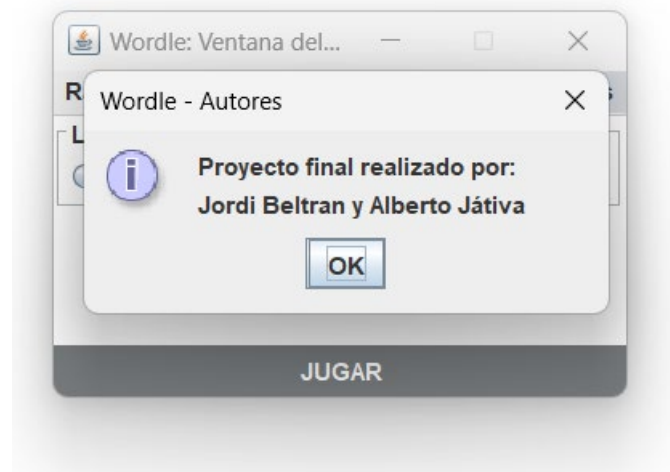 Wordle: Ventana del...
R
Wordle - Autores
L
Proyecto final realizado por:
Jordi Beltran y Alberto Játiva
OK
JUGAR